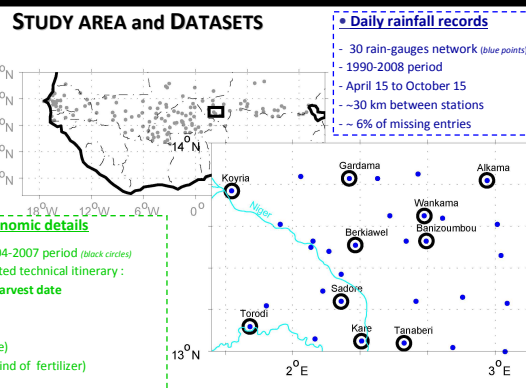 STUDY AREA and DATASETS
• Daily rainfall records
- 30 rain-gauges network (blue points)
- 1990-2008 period
- April 15 to October 15
- ~30 km between stations
- ~ 6% of missing entries
°N
°N
°N
°N
°N
18°W
12°W
6°W
0°
14°N
Koyria
Gardama
Alkama
Niger
Wankama
Banizoumbou
Berkiawel
Sadore
Torodi
Kare
Tanaberi
13°N
2°E
3°E
nomic details
04-2007 period (black circles)
ted technical itinerary :
arvest date
e)
ind of fertilizer)